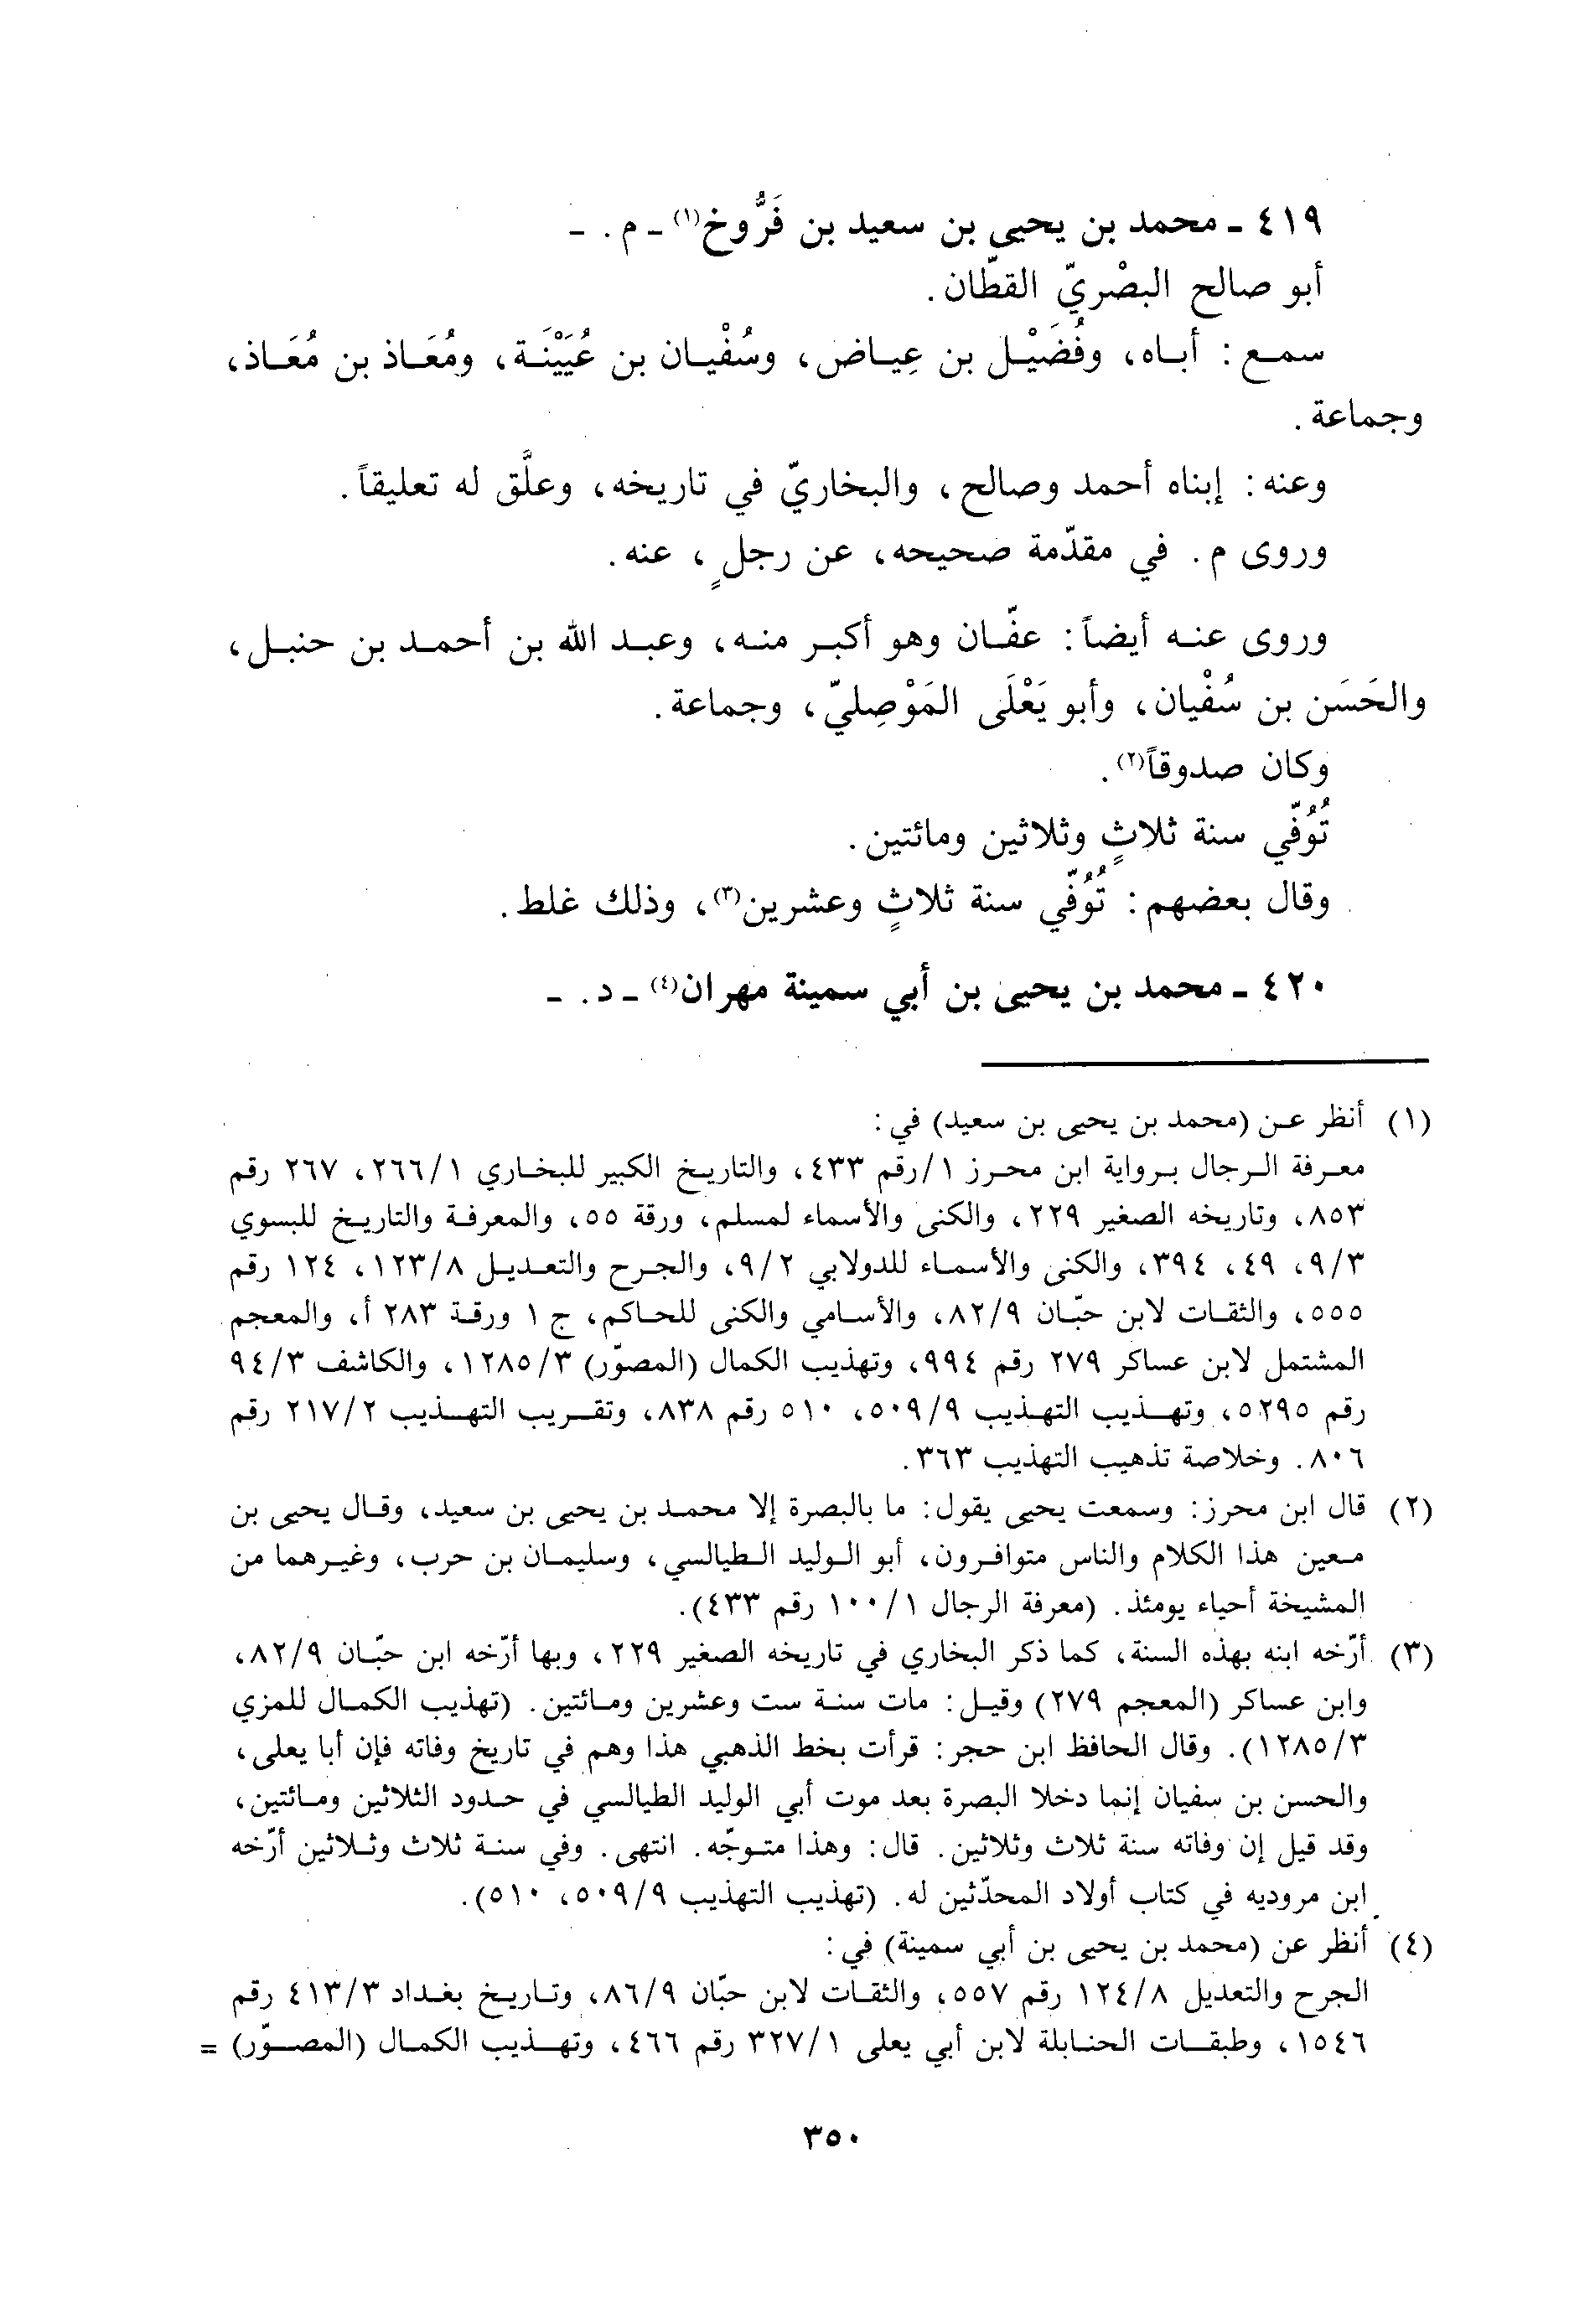 ٤١٩ - محمد بن يحيى بن سعيد بن فَرُّوخ(١) - م. -
أبو صالح البصْريّ القطّان.
سمع: أباه، وفُضَيْل بن عِياض، وسُفْيان بن عُيَيْنَة، ومُعَاذ بن مُعَاذ،
وجماعة.
وعنه: إبناه أحمد وصالح، والبخاريّ في تاريخه، وعلَّق له تعليقاً.
وروى م. في مقدّمة صحيحه، عن رجلٍ، عنه.
وروى عنه أيضاً: عفّان وهو أكبر منه، وعبد الله بن أحمد بن حنبل،
والحَسَن بن سُفْيان، وأبو يَعْلَى المَوْصِليّ، وجماعة.
وكان صدوقاً(٢).
تُوُفّي سنة ثلاثٍ وثلاثين ومائتين.
وقال بعضهم: تُوُفّي سنة ثلاثٍ وعشرين(٣)، وذلك غلط.
٤٢٠ - محمد بن يحيى بن أبي سمينة مهران(٤) - د. -
(١) أنظر عن (محمد بن يحيى بن سعيد) في:
معرفة الرجال برواية ابن محرز ١/رقم ٤٣٣، والتاريخ الكبير للبخاري ٢٦٦/١، ٢٦٧ رقم
٨٥٣، وتاريخه الصغير ٢٢٩، والكنى والأسماء لمسلم، ورقة ٥٥، والمعرفة والتاريخ للبسوي
٩/٣، ٤٩، ٣٩٤، والكنى والأسماء للدولابي ٩/٢، والجرح والتعديل ١٢٣/٨، ١٢٤ رقم
٥٥٥، والثقات لابن حبّان ٨٢/٩، والأسامي والكنى للحاكم، ج ١ ورقة ٢٨٣ أ، والمعجم
المشتمل لابن عساكر ٢٧٩ رقم ٩٩٤، وتهذيب الكمال (المصوّر) ١٢٨٥/٣، والكاشف ٩٤/٣
رقم ٥٢٩٥، وتهذيب التهذيب ٥٠٩/٩، ٥١٠ رقم ٨٣٨، وتقريب التهذيب ٢١٧/٢ رقم
٨٠٦. وخلاصة تذهيب التهذيب ٣٦٣.
(٢) قال ابن محرز: وسمعت يحيى يقول: ما بالبصرة إلا محمد بن يحيى بن سعيد، وقال يحيى بن
معين هذا الكلام والناس متوافرون، أبو الوليد الطيالسي، وسليمان بن حرب، وغيرهما من
المشيخة أحياء يومئذ. (معرفة الرجال ١٠٠/١ رقم ٤٣٣).
(٣) أرّخه ابنه بهذه السنة، كما ذكر البخاري في تاريخه الصغير ٢٢٩، وبها أرّخه ابن حبّان ٨٢/٩،
وابن عساكر (المعجم ٢٧٩) وقيل: مات سنة ست وعشرين ومائتين. (تهذيب الكمال للمزي
١٢٨٥/٣). وقال الحافظ ابن حجر: قرأت بخط الذهبي هذا وهم في تاريخ وفاته فإن أبا يعلى،
والحسن بن سفيان إنما دخلا البصرة بعد موت أبي الوليد الطيالسي في حدود الثلاثين ومائتين،
وقد قيل إن وفاته سنة ثلاث وثلاثين. قال: وهذا متوجّه. انتهى. وفي سنة ثلاث وثلاثين أرّخه
ابن مروديه في كتاب أولاد المحدّثين له. (تهذيب التهذيب ٥٠٩/٩، ٥١٠).
(٤) أنظر عن (محمد بن يحيى بن أبي سمينة) في:
الجرح والتعديل ١٢٤/٨ رقم ٥٥٧، والثقات لابن حبّان ٨٦/٩، وتاريخ بغداد ٤١٣/٣ رقم
١٥٤٦، وطبقات الحنابلة لابن أبي يعلى ٣٢٧/١ رقم ٤٦٦، وتهذيب الكمال (المصوّر) =
٣٥٠